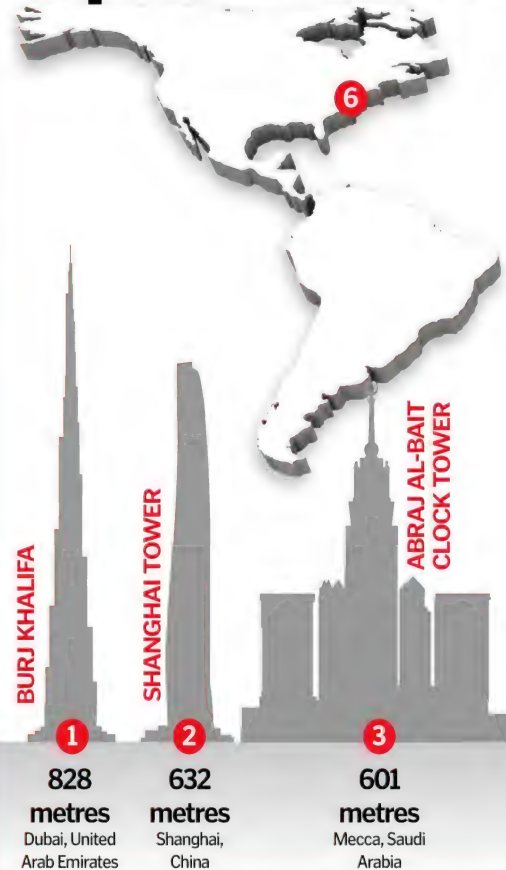 6
BURJ KHALIFA
SHANGHAI TOWER
ABRAJ AL-BAIT
CLOCK TOWER
1
828
metres
Dubai, United
Arab Emirates
2
632
metres
Shanghai,
China
3
601
metres
Mecca, Saudi
Arabia